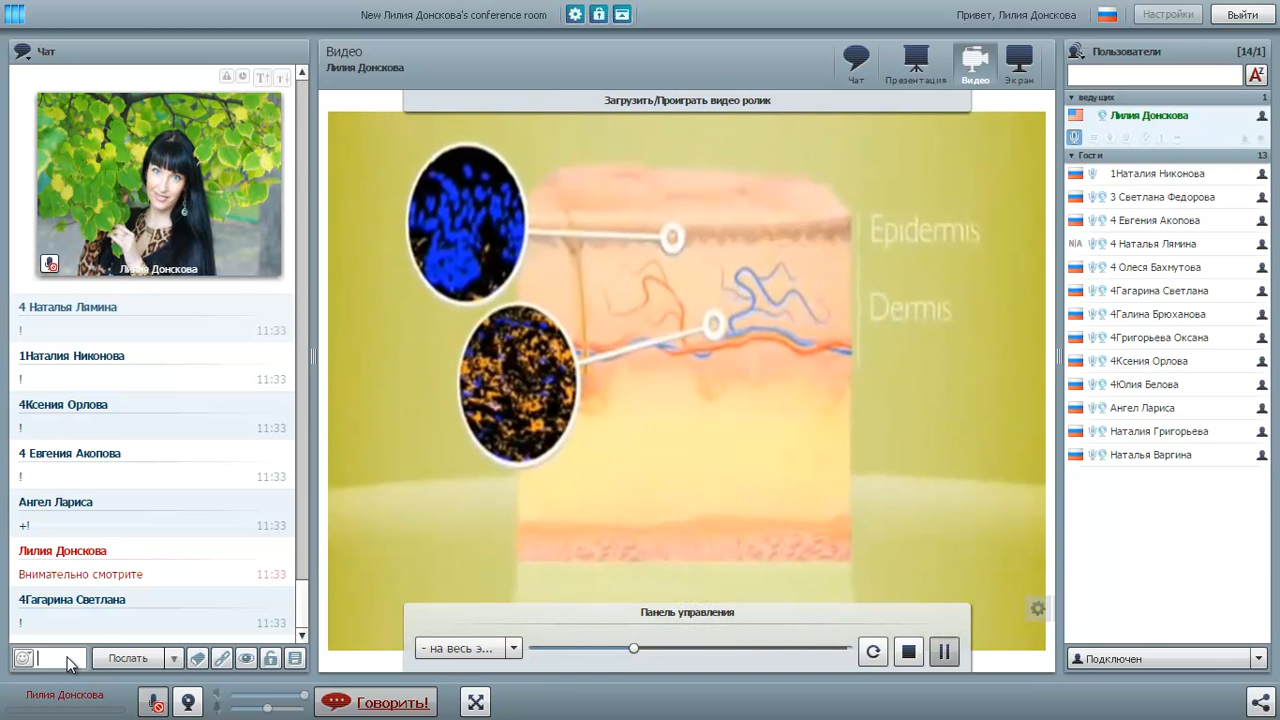 New Лилия Донскова's conference room
Привет, Лилия Донскова
Настройки
Выйти
Чат
Лилия Донскова
4 Наталья Лямина
!
11:33
1Наталия Никонова
!
11:33
4Ксения Орлова
!
11:33
4 Евгения Акопова
!
11:33
Ангел Лариса
+!
11:33
Лилия Донскова
Внимательно смотрите
11:33
4Гагарина Светлана
!
11:33
Послать
Видео
Лилия Донскова
Чат
Презентация
Видео
Экран
Загрузить/Проиграть видео ролик
Epidermis
Dermis
Панель управления
- на весь э...
Пользователи
[14/1]
ведущих
1
Лилия Донскова
Гости
13
1Наталия Никонова
3 Светлана Федорова
4 Евгения Акопова
N/A
4 Наталья Лямина
4 Олеся Бахмутова
4Гагарина Светлана
4Галина Брюханова
4Григорьева Оксана
4Ксения Орлова
4Юлия Белова
Ангел Лариса
Наталия Григорьева
Наталья Варгина
Подключен
Лилия Донскова
Говорить!